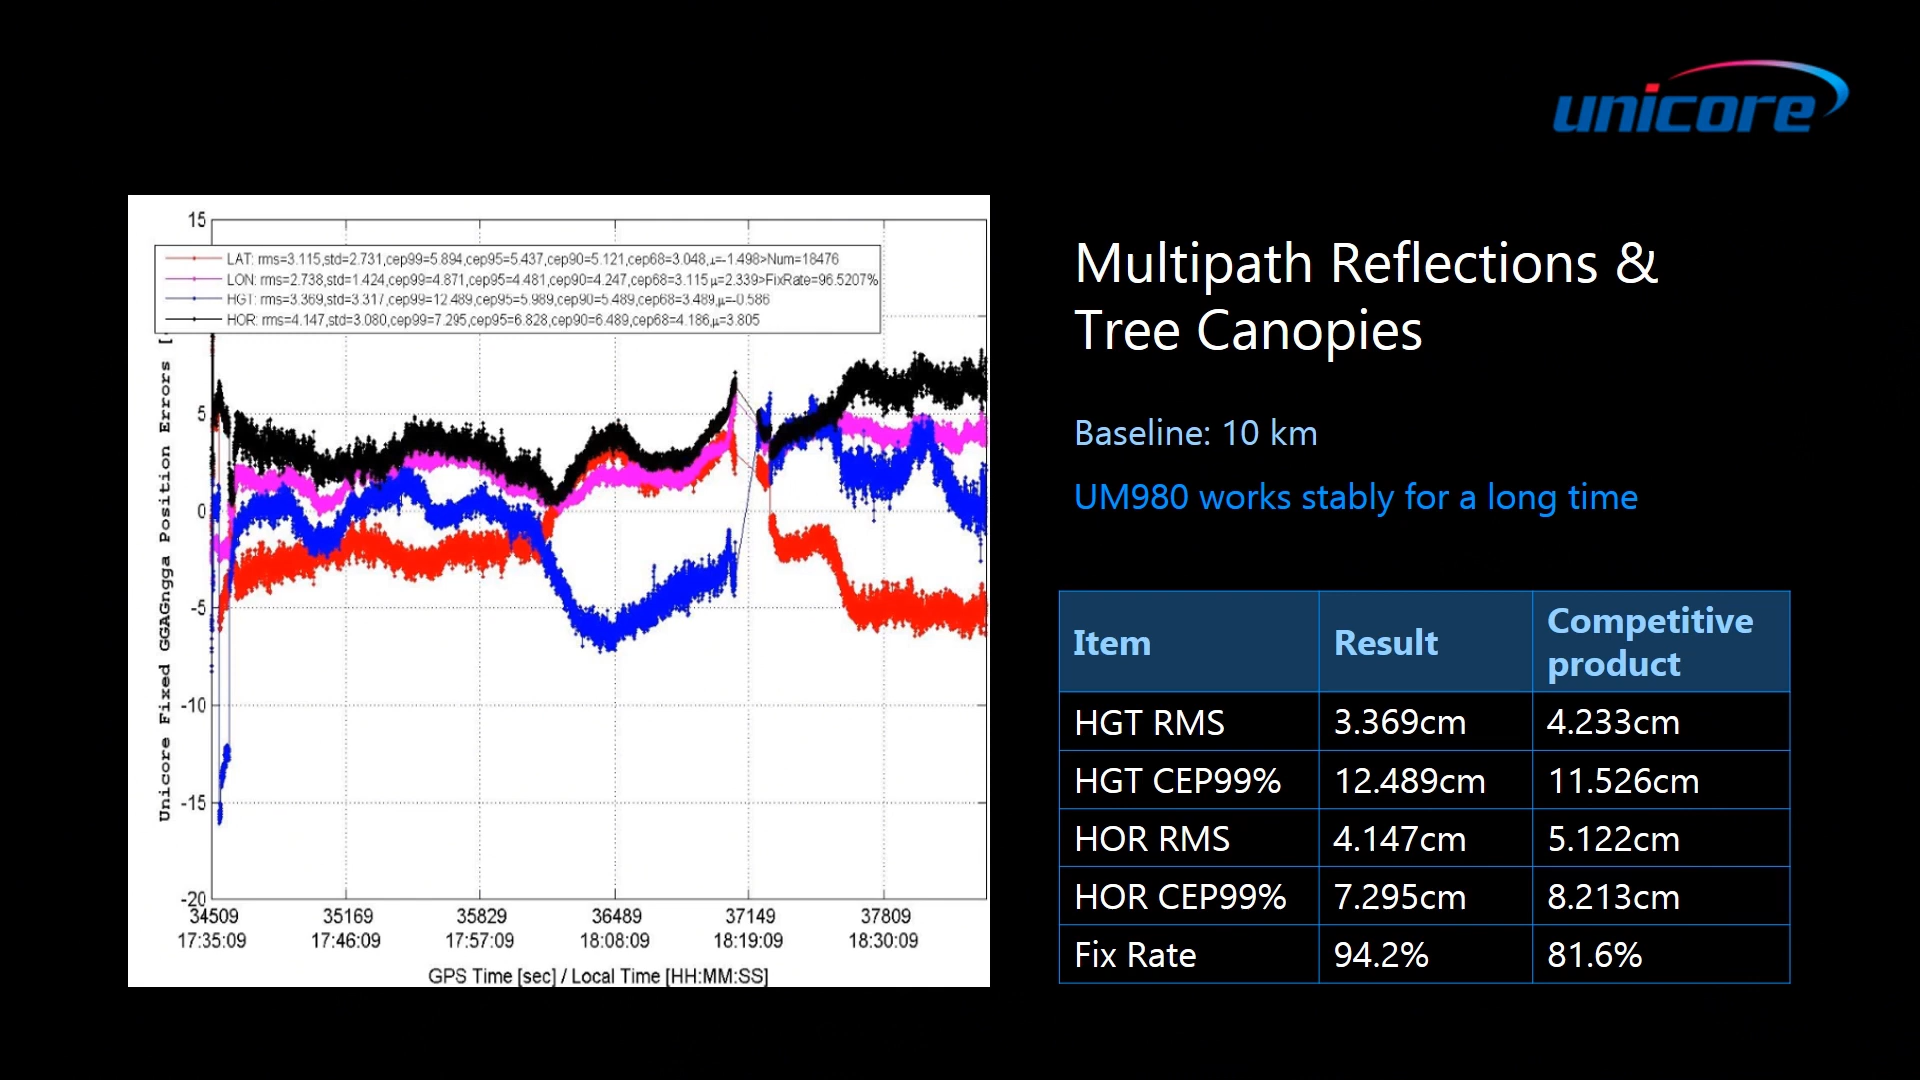 unicore
15
LAT: rms=3.115,std=2.731,cep99=5.894,cep95=5.437,cep90=5.121,cep68=3.048,μ=-1.498>Num=18476
LON: rms=2.738,std=1.424,cep99=4.871,cep95=4.481,cep90=4.247,cep68=3.115 μ=2.339>FixRate=96.5207%
HGT: rms=3.369,std=3.317,cep99=12.489,cep95=5.989,cep90=5.489,cep68=3.489,μ=-0.586
HOR: rms=4.147,std=3.080,cep99=7.295,cep95=6.828,cep90=6.489,cep68=4.186,μ=3.805
5
0
-5
-10
-15
-20
Unicore Fixed GGAGngga Position Errors [
34509 35169 35829 36489 37149 37809
17:35:09 17:46:09 17:57:09 18:08:09 18:19:09 18:30:09
GPS Time [sec] / Local Time [HH:MM:SS]
Multipath Reflections &
Tree Canopies
Baseline: 10 km
UM980 works stably for a long time
Item Result Competitive
product
HGT RMS 3.369cm 4.233cm
HGT CEP99% 12.489cm 11.526cm
HOR RMS 4.147cm 5.122cm
HOR CEP99% 7.295cm 8.213cm
Fix Rate 94.2% 81.6%